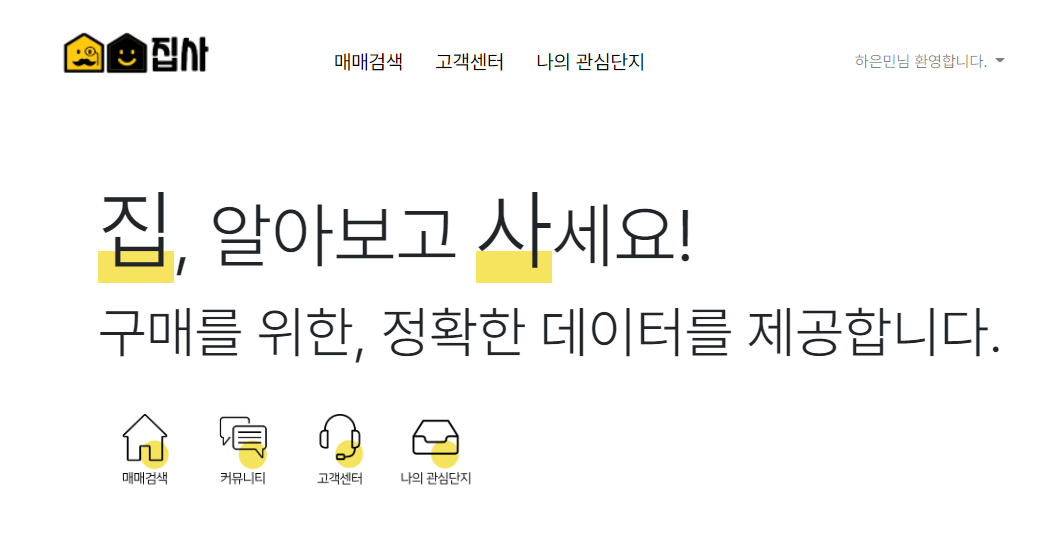 집사
매매검색 고객센터 나의 관심단지
하은민님 환영합니다.
집, 알아보고 사세요!
구매를 위한, 정확한 데이터를 제공합니다.
매매검색 커뮤니티 고객센터 나의 관심단지